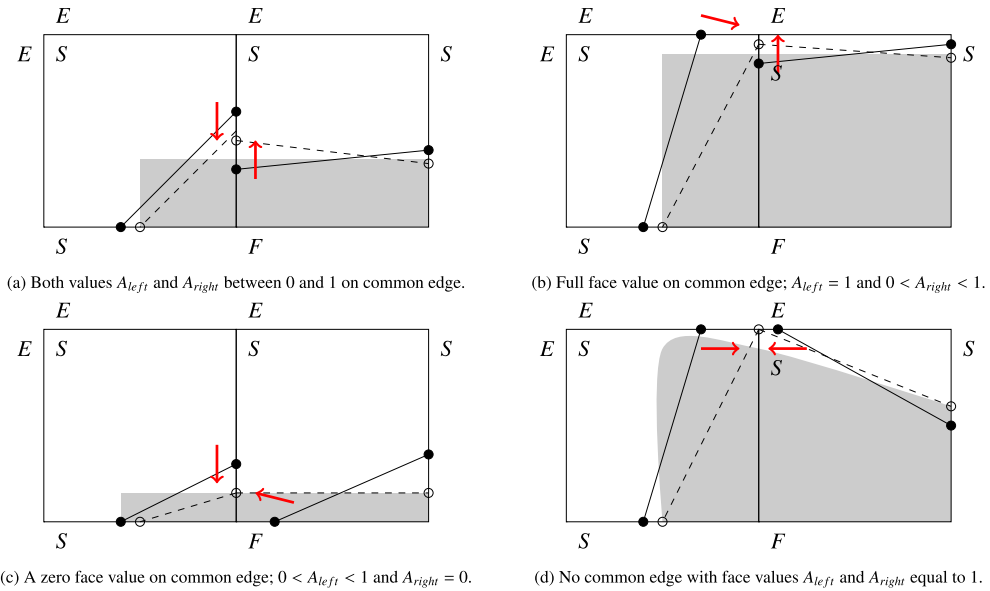 E E
E S S S
S F
(a) Both values A_left and A_right between 0 and 1 on common edge.
E
E S S S
S F
(b) Full face value on common edge; A_left = 1 and 0 < A_right < 1.
E E
E S S S
S F
(c) A zero face value on common edge; 0 < A_left < 1 and A_right = 0.
E E
E S S
S
S F
(d) No common edge with face values A_left and A_right equal to 1.